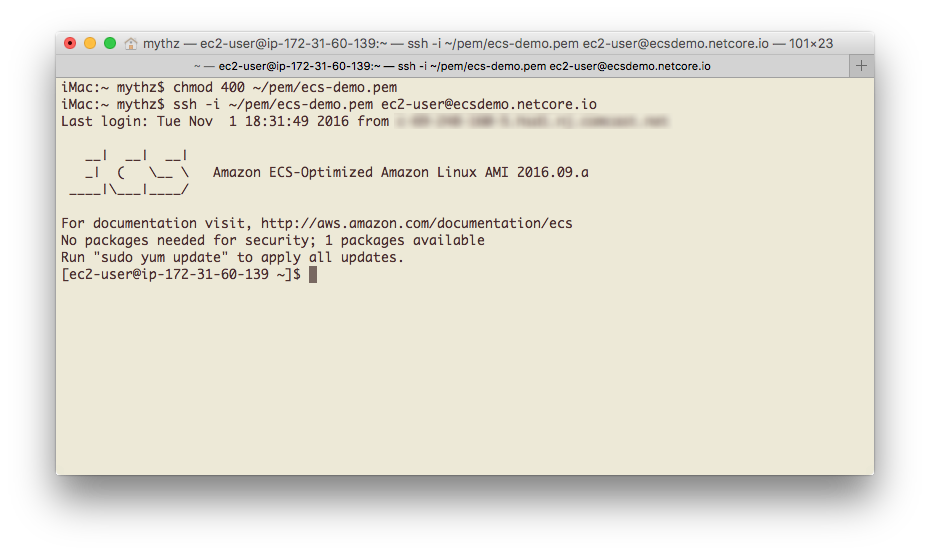 mythz — ec2-user@ip-172-31-60-139:~ — ssh -i ~/pem/ecs-demo.pem ec2-user@ecsdemo.netcore.io — 101×23
~ — ec2-user@ip-172-31-60-139:~ — ssh -i ~/pem/ecs-demo.pem ec2-user@ecsdemo.netcore.io
iMac:~ mythz$ chmod 400 ~/pem/ecs-demo.pem
iMac:~ mythz$ ssh -i ~/pem/ecs-demo.pem ec2-user@ecsdemo.netcore.io
Last login: Tue Nov  1 18:31:49 2016 from
   __|  __|  __|
   _|  (   \__ \   Amazon ECS-Optimized Amazon Linux AMI 2016.09.a
 ____|\___|____/
For documentation visit, http://aws.amazon.com/documentation/ecs
No packages needed for security; 1 packages available
Run "sudo yum update" to apply all updates.
[ec2-user@ip-172-31-60-139 ~]$